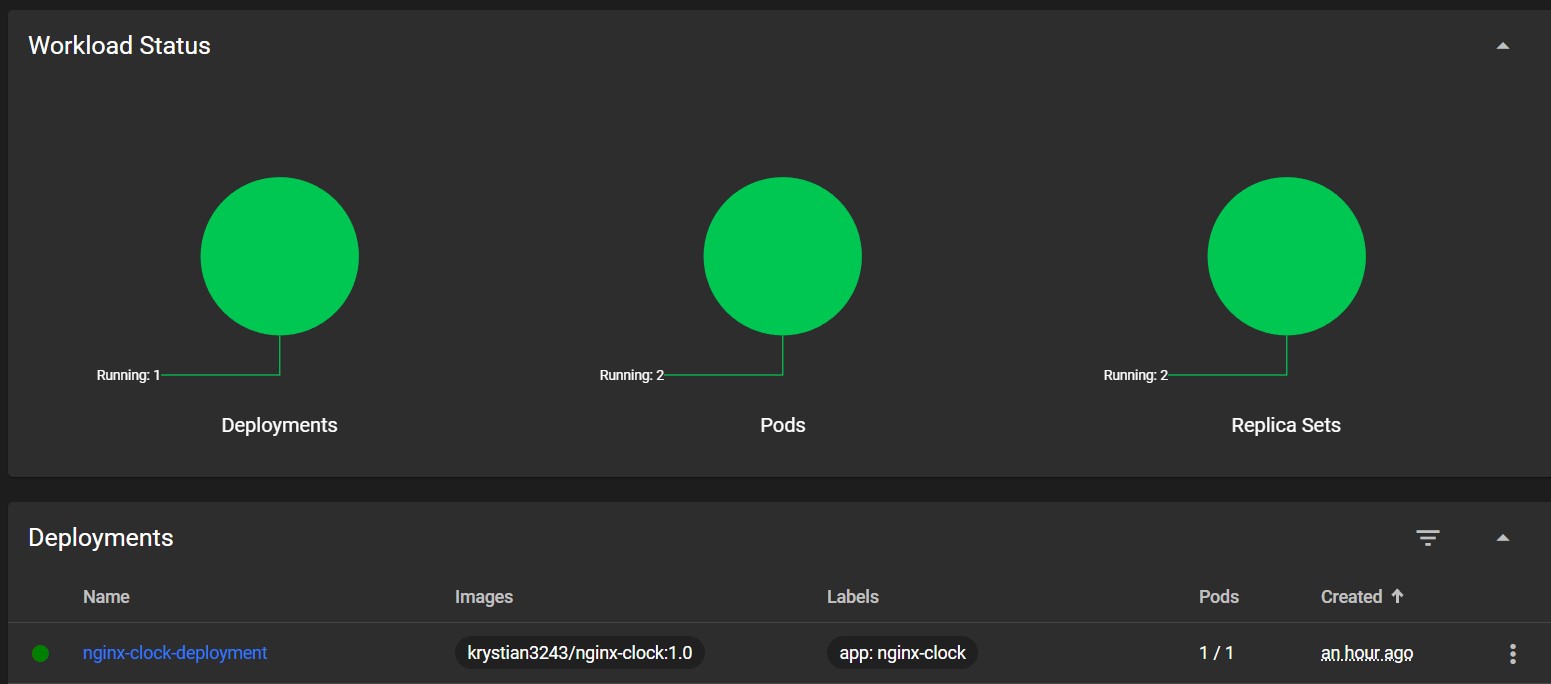 Workload Status
Running: 1
Running: 2
Running: 2
Deployments
Pods
Replica Sets
Deployments
Name Images Labels Pods Created
nginx-clock-deployment krystian3243/nginx-clock:1.0 app: nginx-clock 1 / 1 an hour ago